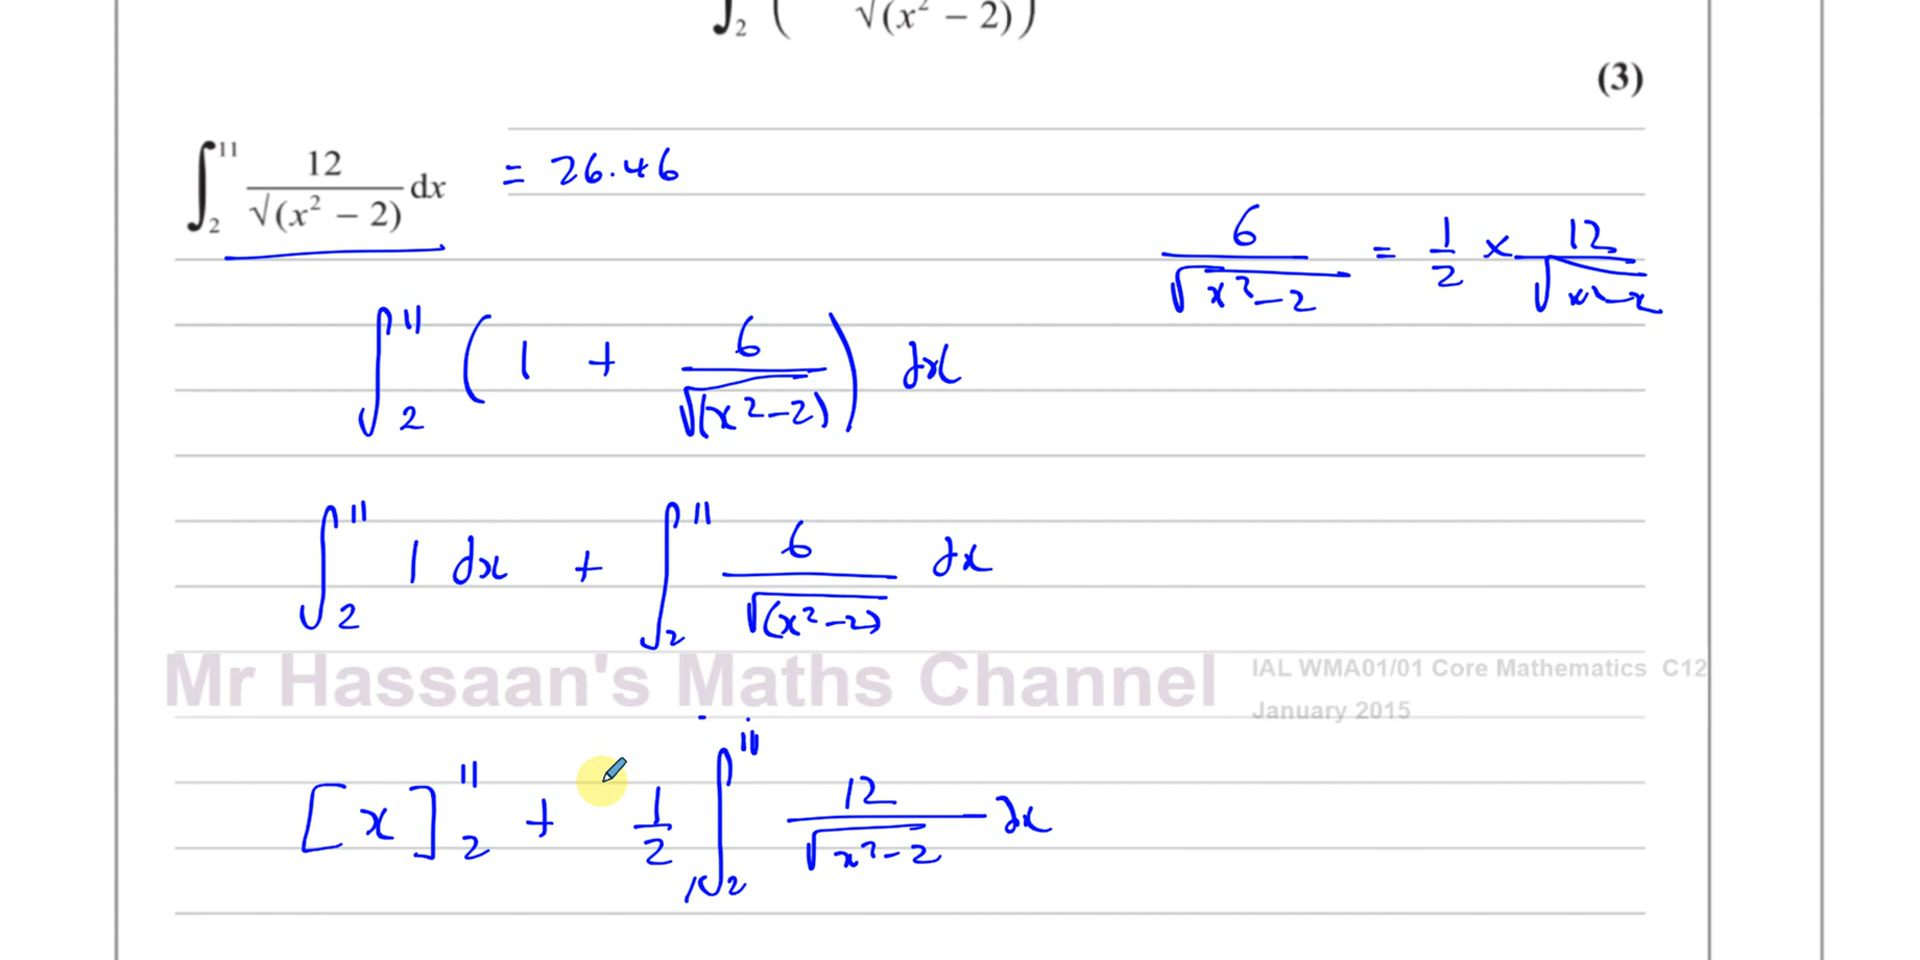 ∫₂ ( √(x² − 2) )
(3)
∫₂¹¹ 12/√(x² − 2) dx = 26.46
6/√(x²−2) = 1/2 × 12/√(x²−2)
∫₂¹¹ ( 1 + 6/√(x²−2) ) dx
∫₂¹¹ 1 dx + ∫₂¹¹ 6/√(x²−2) dx
Mr Hassaan's Maths Channel
IAL WMA01/01 Core Mathematics C12
January 2015
[x]₂¹¹ + 1/2 ∫₂¹¹ 12/√(x²−2) dx